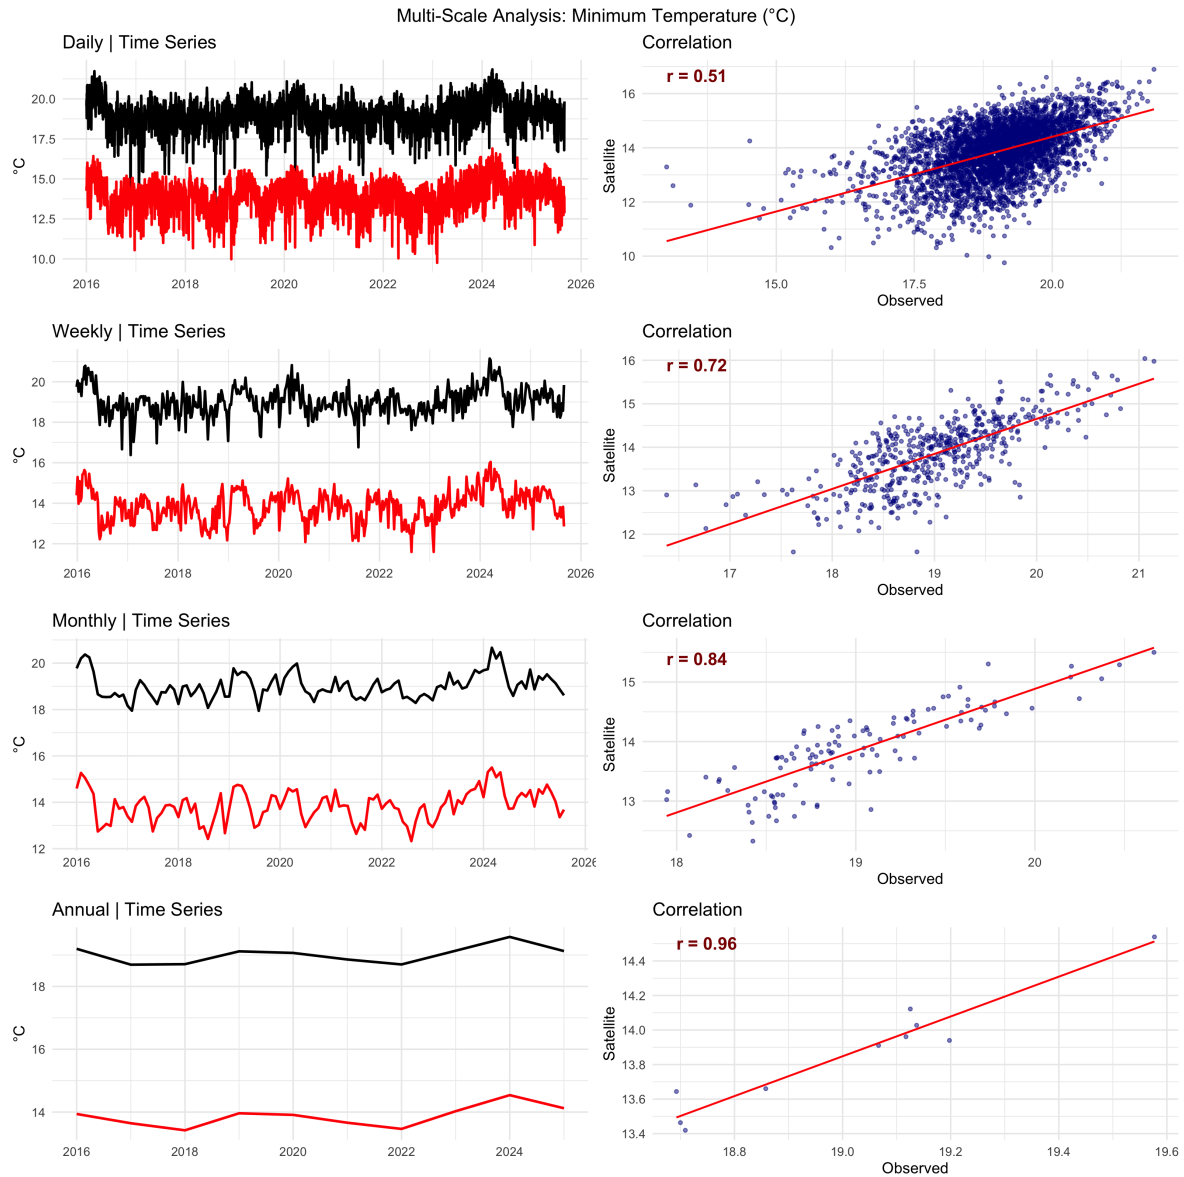 Multi-Scale Analysis: Minimum Temperature (°C)
Daily | Time Series
°C
20.0
17.5
15.0
12.5
10.0
2016 2018 2020 2022 2024 2026
Correlation
r = 0.51
Satellite
16
14
12
10
15.0 17.5 20.0
Observed
Weekly | Time Series
°C
20
18
16
14
12
2016 2018 2020 2022 2024 2026
Correlation
r = 0.72
Satellite
16
15
14
13
12
17 18 19 20 21
Observed
Monthly | Time Series
°C
20
18
16
14
12
2016 2018 2020 2022 2024 2026
Correlation
r = 0.84
Satellite
15
14
13
18 19 20
Observed
Annual | Time Series
°C
18
16
14
2016 2018 2020 2022 2024
Correlation
r = 0.96
Satellite
14.4
14.2
14.0
13.8
13.6
13.4
18.8 19.0 19.2 19.4 19.6
Observed